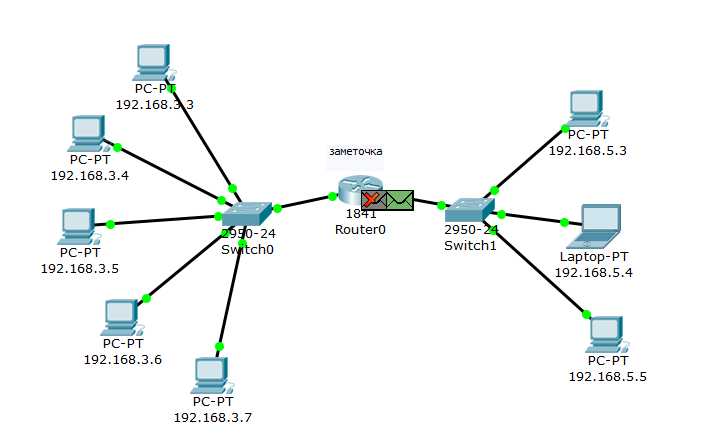 PC-PT
192.168.3.3
PC-PT
192.168.3.4
PC-PT
192.168.3.5
PC-PT
192.168.3.6
PC-PT
192.168.3.7
2950-24
Switch0
заметочка
1841
Router0
2950-24
Switch1
PC-PT
192.168.5.3
Laptop-PT
192.168.5.4
PC-PT
192.168.5.5